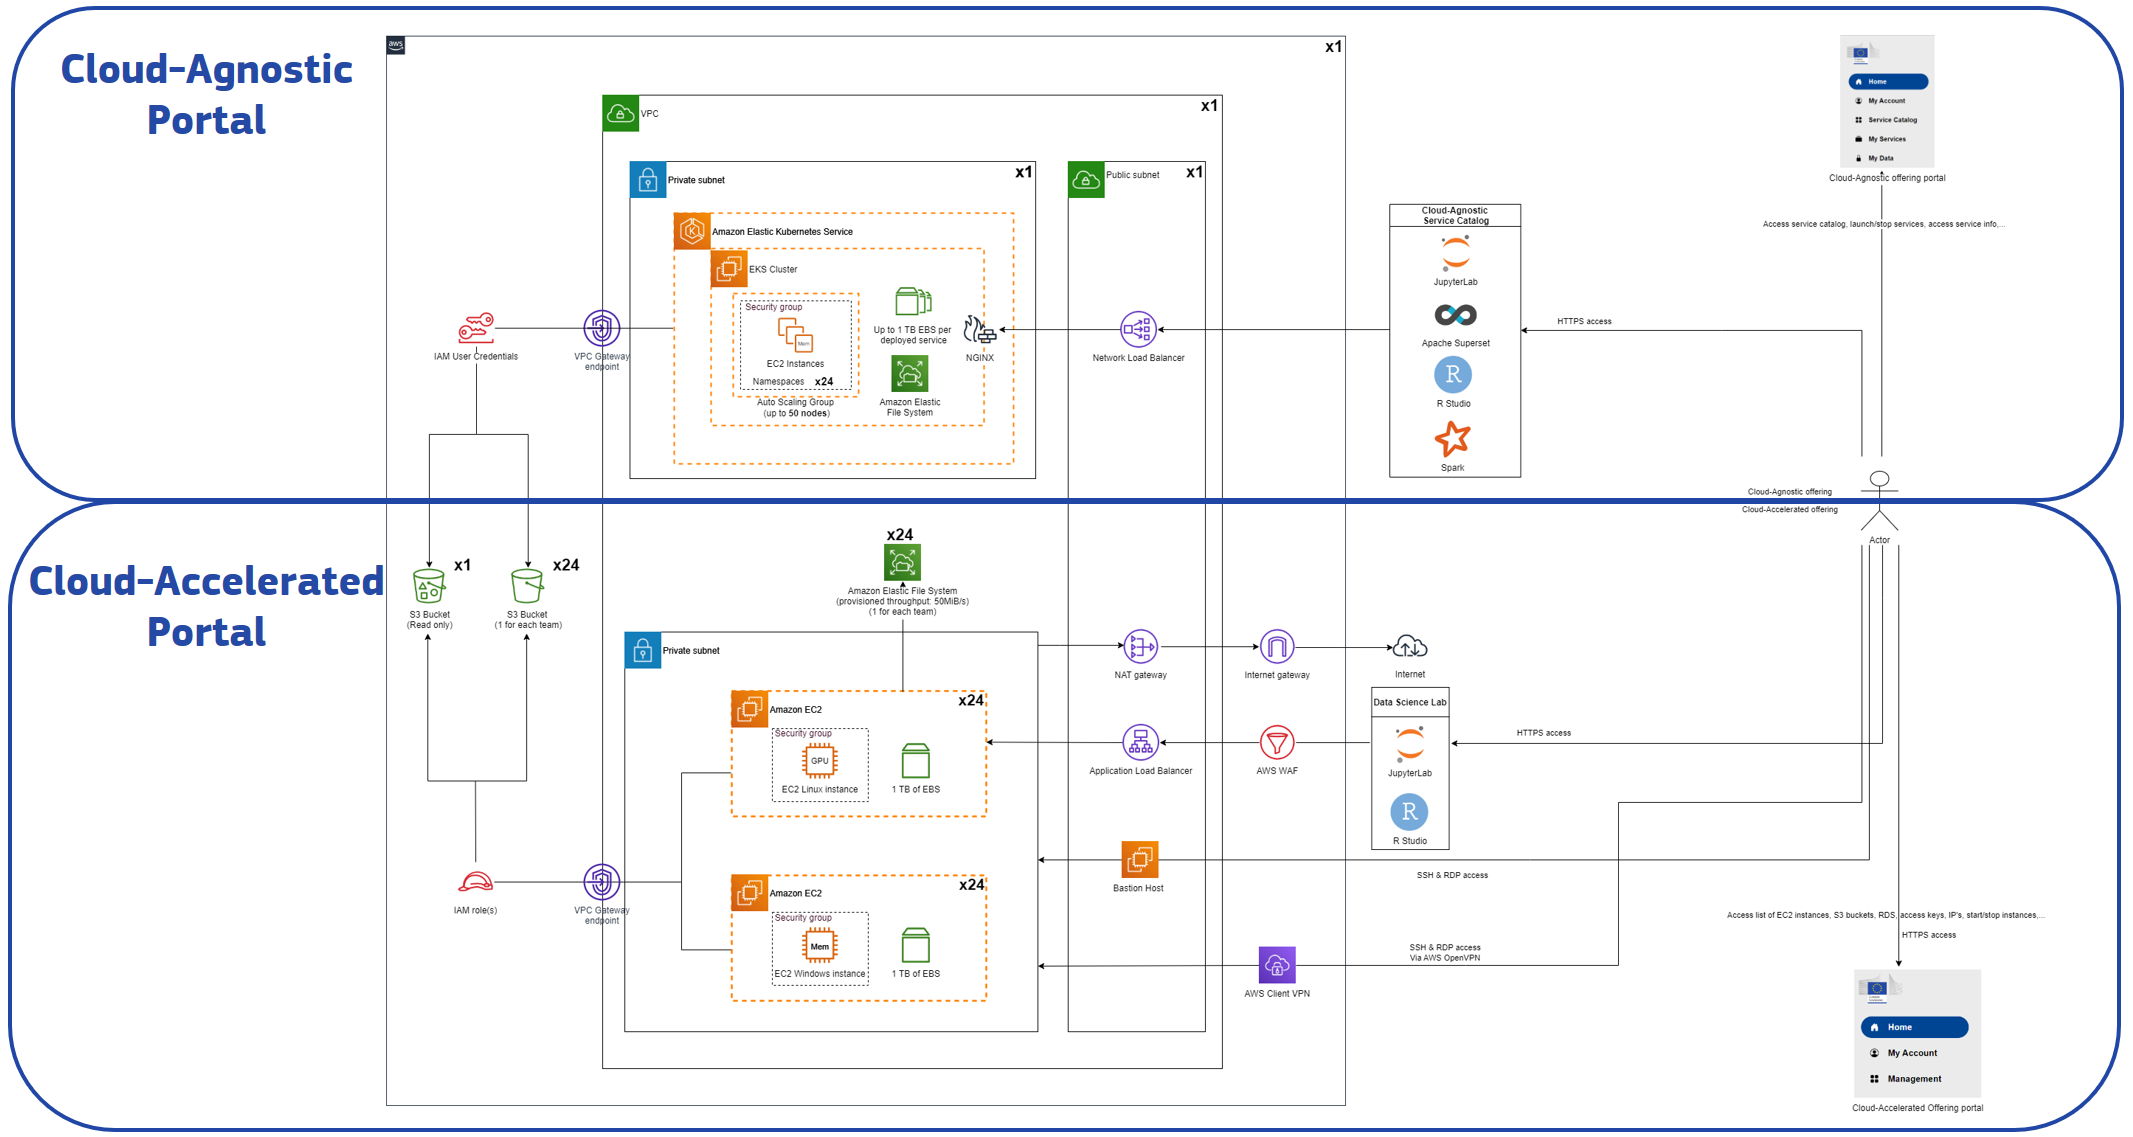 Cloud-Agnostic
Portal
aws
x1
VPC
x1
Private subnet
x1
Public subnet
x1
Amazon Elastic Kubernetes Service
EKS Cluster
Security group
Mem
EC2 Instances
Namespaces x24
Auto Scaling Group
(up to 50 nodes)
Up to 1 TB EBS per
deployed service
Amazon Elastic
File System
NGINX
Network Load Balancer
IAM User Credentials
VPC Gateway
endpoint
Cloud-Agnostic
Service Catalog
JupyterLab
Apache Superset
R
R Studio
Spark
HTTPS access
Home
My Account
Service Catalog
My Services
My Data
Cloud-Agnostic offering portal
Access service catalog, launch/stop services, access service info,...
Cloud-Agnostic offering
Cloud-Accelerated offering
Actor
Cloud-Accelerated
Portal
x1
S3 Bucket
(Read only)
x24
S3 Bucket
(1 for each team)
x24
Amazon Elastic File System
(provisioned throughput: 50MiB/s)
(1 for each team)
Private subnet
Amazon EC2
x24
Security group
GPU
EC2 Linux instance
1 TB of EBS
Amazon EC2
x24
Security group
Mem
EC2 Windows instance
1 TB of EBS
IAM role(s)
VPC Gateway
endpoint
NAT gateway
Internet gateway
Internet
Application Load Balancer
AWS WAF
Data Science Lab
JupyterLab
R
R Studio
HTTPS access
Bastion Host
SSH & RDP access
SSH & RDP access
Via AWS OpenVPN
AWS Client VPN
Access list of EC2 instances, S3 buckets, RDS, access keys, IP's, start/stop instances,...
HTTPS access
Home
My Account
Management
Cloud-Accelerated Offering portal